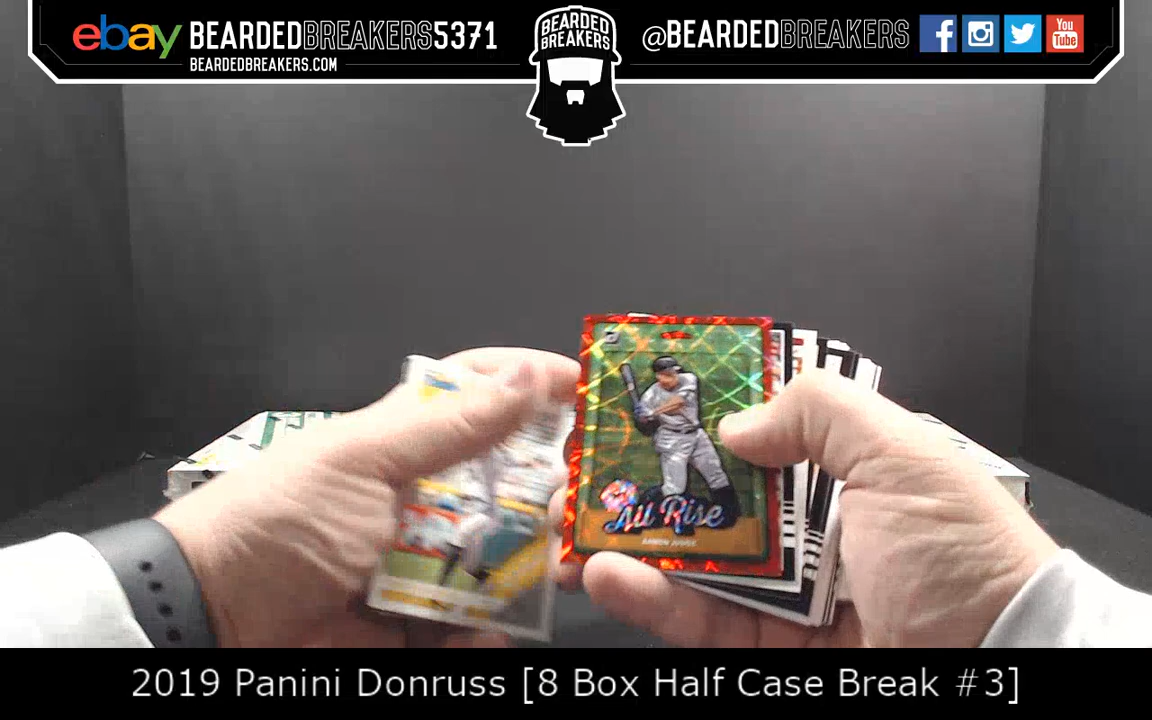 ebay BEARDEDBREAKERS5371
BEARDEDBREAKERS.COM
BEARDED
BREAKERS
@BEARDEDBREAKERS
You
Tube
All Rise
AARON JUDGE
2019 Panini Donruss [8 Box Half Case Break #3]